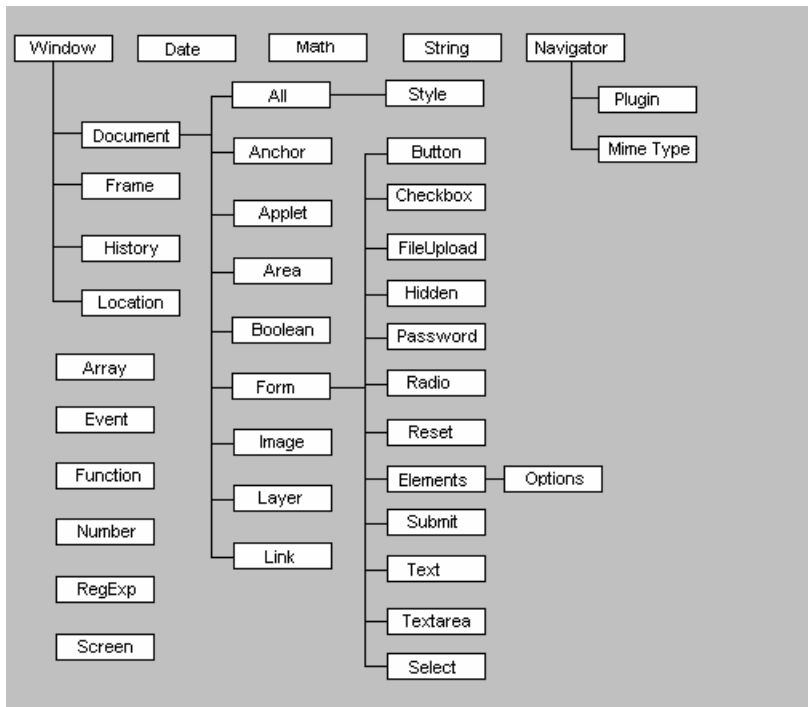 Window
Date
Math
String
Navigator
All
Style
Plugin
Document
Anchor
Button
Mime Type
Frame
Checkbox
Applet
History
FileUpload
Area
Location
Hidden
Boolean
Password
Array
Form
Radio
Event
Image
Reset
Function
Elements
Options
Layer
Number
Submit
Link
Text
RegExp
Textarea
Screen
Select